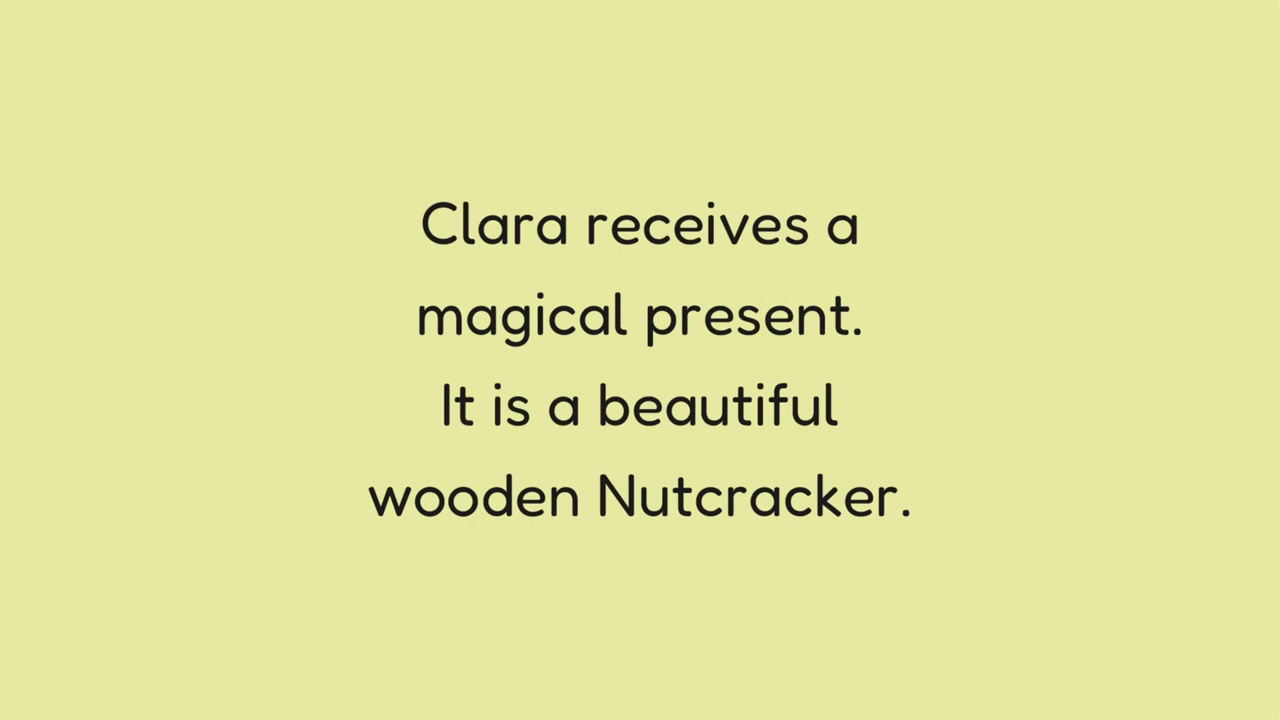 Clara receives a
magical present.
It is a beautiful
wooden Nutcracker.